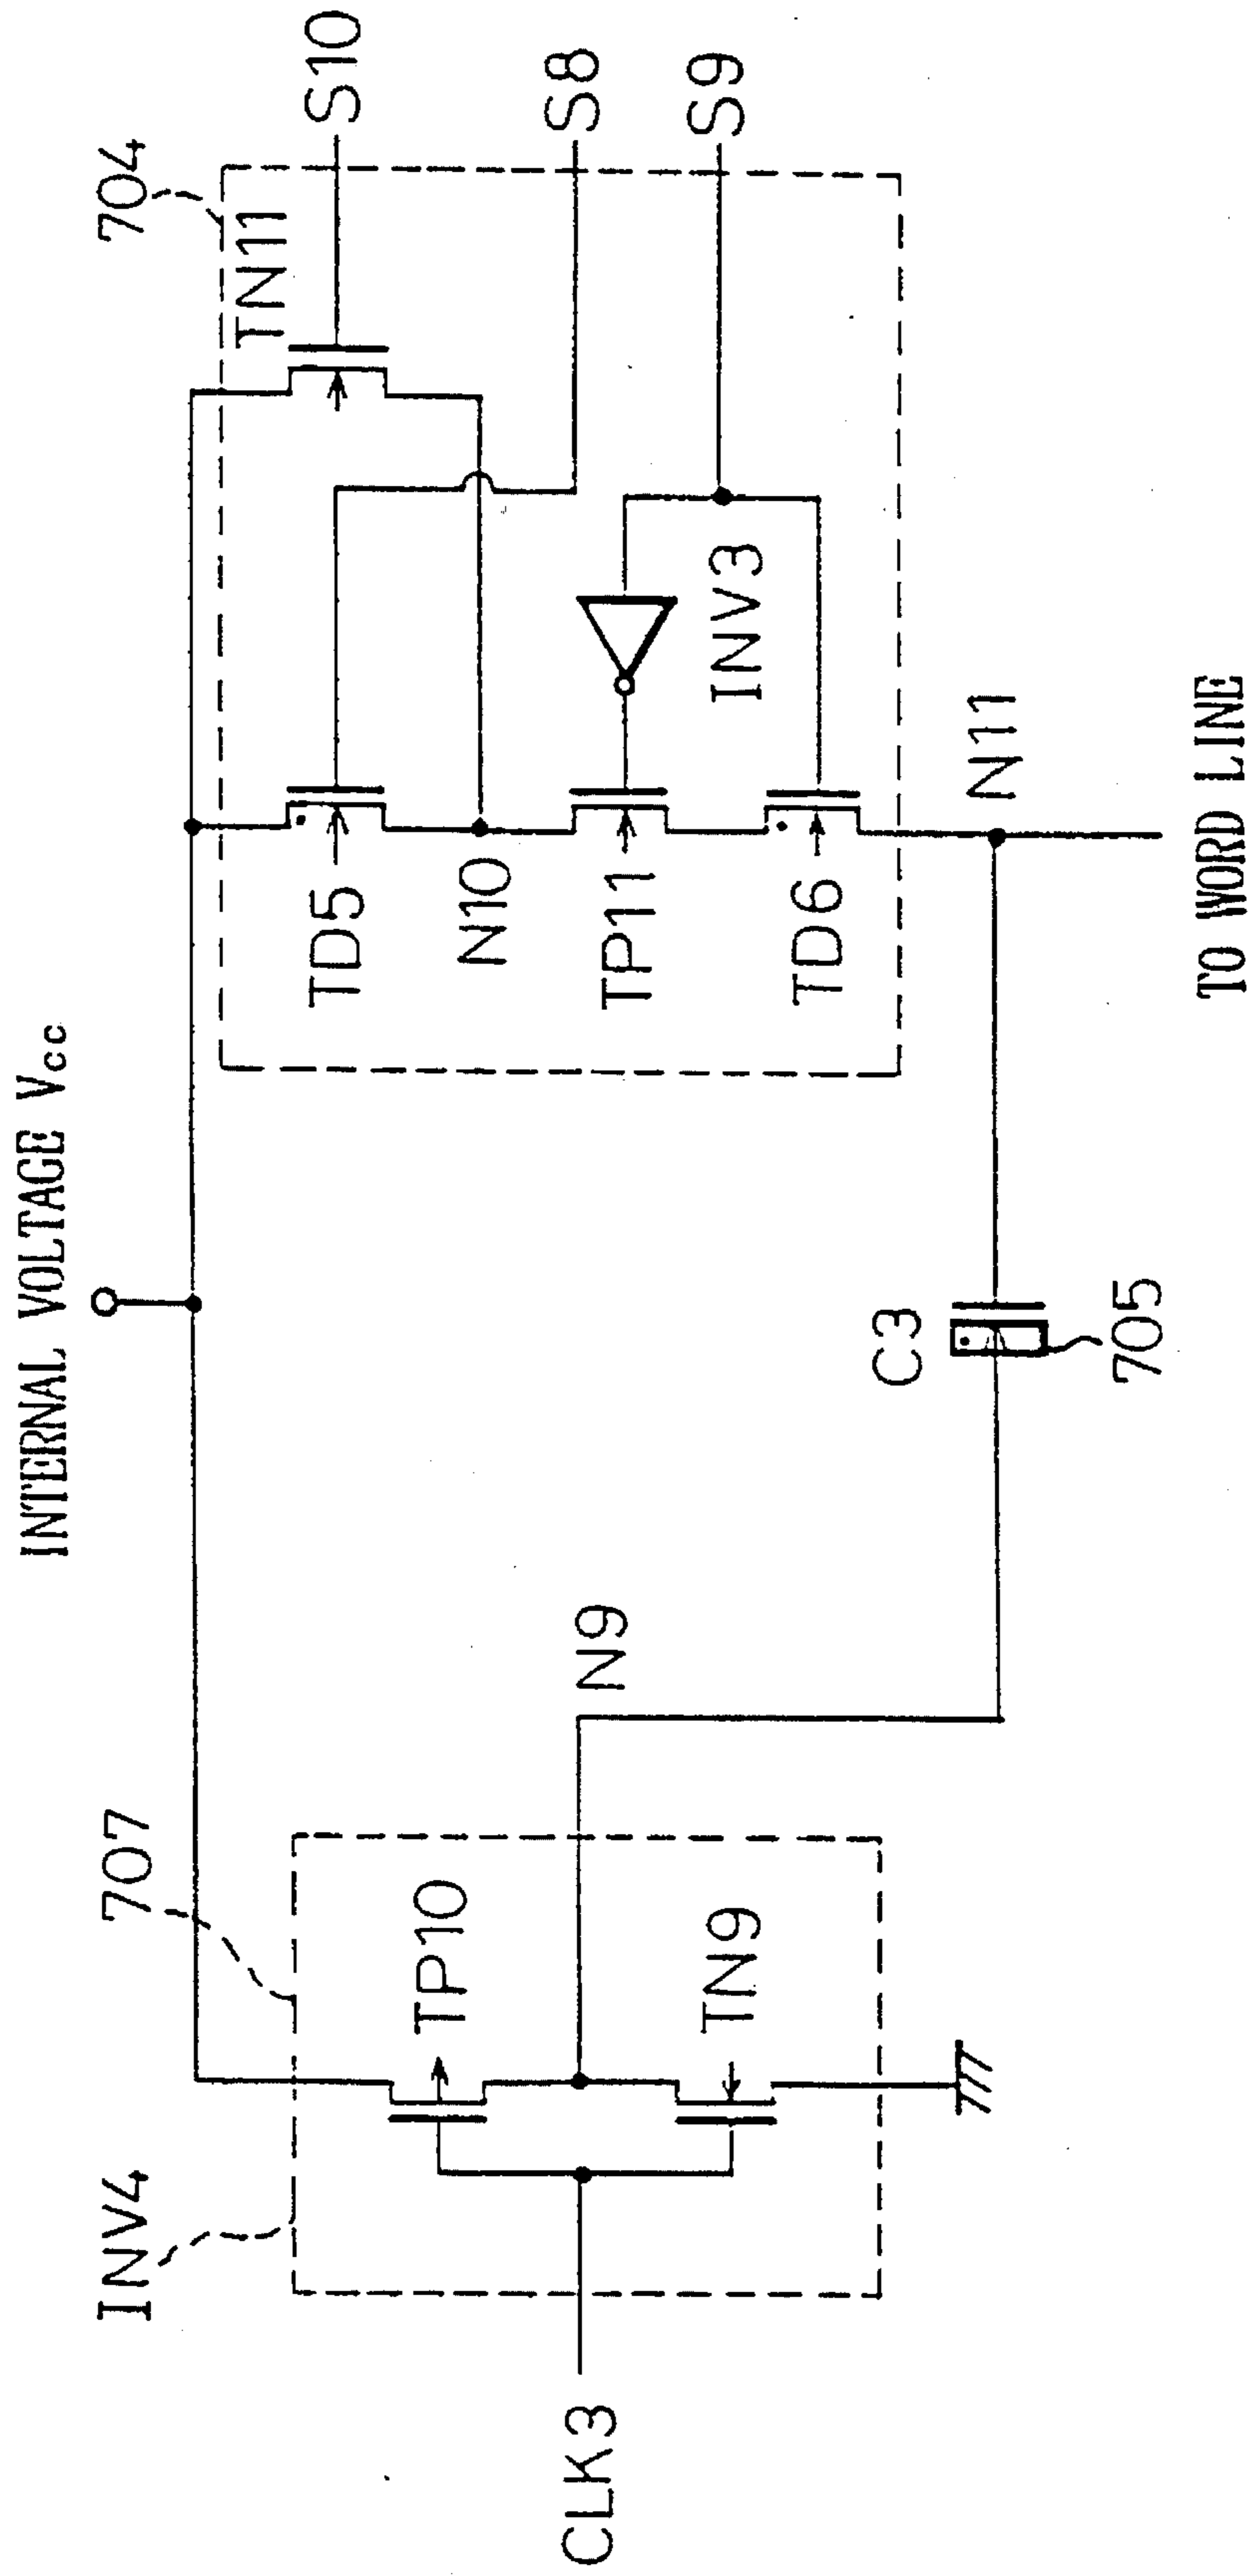 INTERNAL VOLTAGE Vcc
INV4
707
704
TP10
TN9
CLK3
N9
C3
705
TD5
TN11
S10
N10
S8
TP11
INV3
S9
TD6
N11
TO WORD LINE